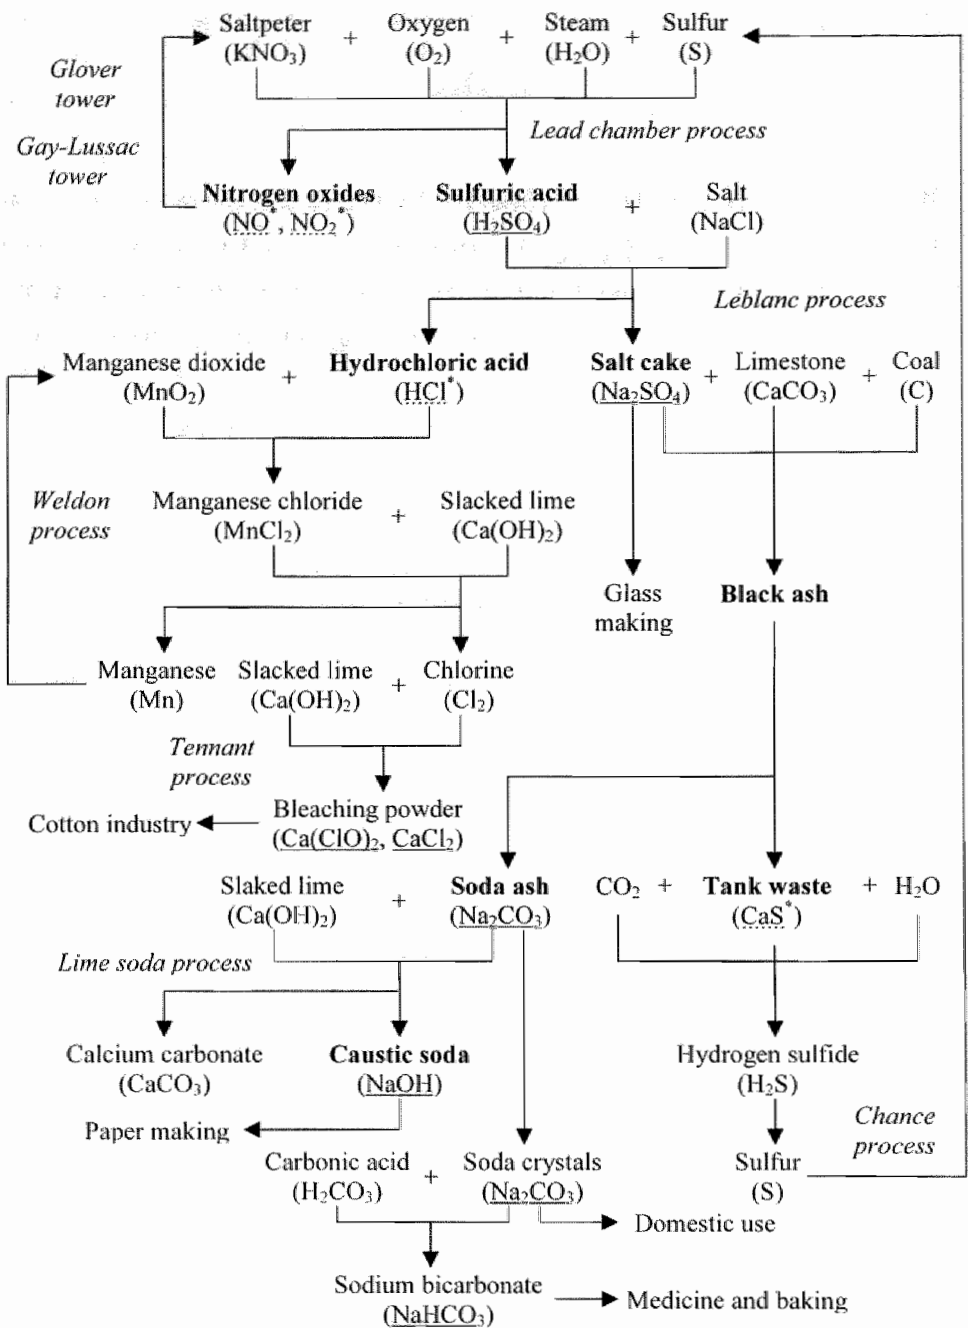 Saltpeter + Oxygen + Steam + Sulfur
(KNO₃) (O₂) (H₂O) (S)
Glover
tower
Gay-Lussac
tower
Lead chamber process
Nitrogen oxides Sulfuric acid + Salt
(NO*, NO₂*) (H₂SO₄) (NaCl)
Leblanc process
Manganese dioxide + Hydrochloric acid Salt cake + Limestone + Coal
(MnO₂) (HCl*) (Na₂SO₄) (CaCO₃) (C)
Weldon
process
Manganese chloride + Slacked lime
(MnCl₂) (Ca(OH)₂)
Glass
making
Black ash
Manganese Slacked lime + Chlorine
(Mn) (Ca(OH)₂) (Cl₂)
Tennant
process
Cotton industry
Bleaching powder
(Ca(ClO)₂, CaCl₂)
Slaked lime + Soda ash CO₂ + Tank waste + H₂O
(Ca(OH)₂) (Na₂CO₃) (CaS*)
Lime soda process
Calcium carbonate Caustic soda Hydrogen sulfide
(CaCO₃) (NaOH) (H₂S)
Paper making
Chance
process
Carbonic acid + Soda crystals Sulfur
(H₂CO₃) (Na₂CO₃) (S)
Domestic use
Sodium bicarbonate
(NaHCO₃)
Medicine and baking